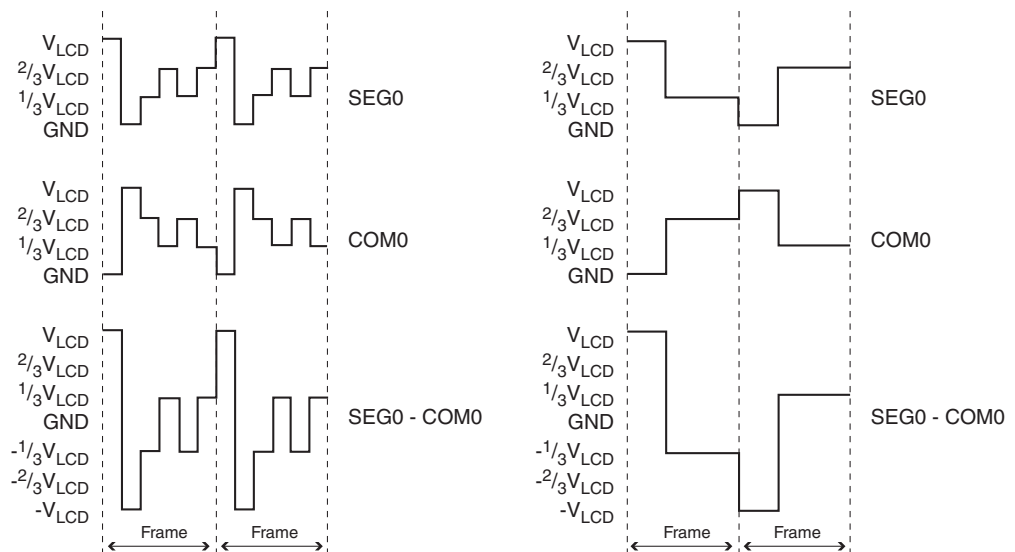 V_LCD
²/₃V_LCD
¹/₃V_LCD
GND
SEG0
V_LCD
²/₃V_LCD
¹/₃V_LCD
GND
COM0
V_LCD
²/₃V_LCD
¹/₃V_LCD
GND
-¹/₃V_LCD
-²/₃V_LCD
-V_LCD
SEG0 - COM0
Frame Frame
V_LCD
²/₃V_LCD
¹/₃V_LCD
GND
SEG0
V_LCD
²/₃V_LCD
¹/₃V_LCD
GND
COM0
V_LCD
²/₃V_LCD
¹/₃V_LCD
GND
-¹/₃V_LCD
-²/₃V_LCD
-V_LCD
SEG0 - COM0
Frame Frame